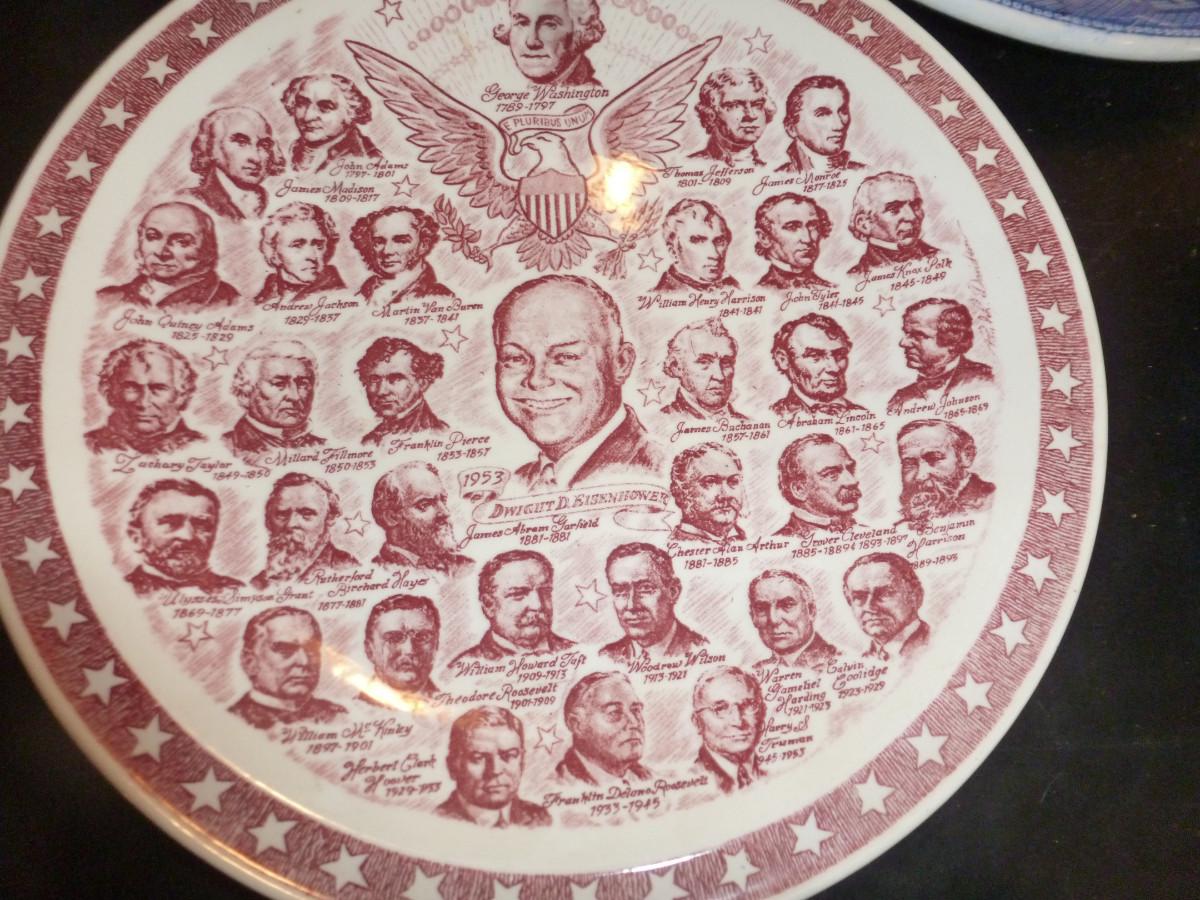 George Washington
1789-1797
E PLURIBUS UNUM
John Adams
1797-1801
James Madison
1809-1817
Thomas Jefferson
1801-1809
James Monroe
1817-1825
John Quincy Adams
1825-1829
Andrew Jackson
1829-1837
Martin Van Buren
1837-1841
William Henry Harrison
1841-1841
John Tyler
1841-1845
James Knox Polk
1845-1849
Zachary Taylor
1849-1850
Millard Fillmore
1850-1853
Franklin Pierce
1853-1857
James Buchanan
1857-1861
Abraham Lincoln
1861-1865
Andrew Johnson
1865-1869
1953
DWIGHT D. EISENHOWER
Ulysses Simpson Grant
1869-1877
Rutherford
Birchard Hayes
1877-1881
James Abram Garfield
1881-1881
Chester Alan Arthur
1881-1885
Grover Cleveland
1885-1889 & 1893-1897
Benjamin
Harrison
889-1893
William McKinley
1897-1901
Theodore Roosevelt
1901-1909
William Howard Taft
1909-1913
Woodrow Wilson
1913-1921
Warren
Gamaliel
Harding
1921-1923
Calvin
Coolidge
1923-1929
Herbert Clark
Hoover
1929-1933
Franklin Delano Roosevelt
1933-1945
Harry S
Truman
1945-1953